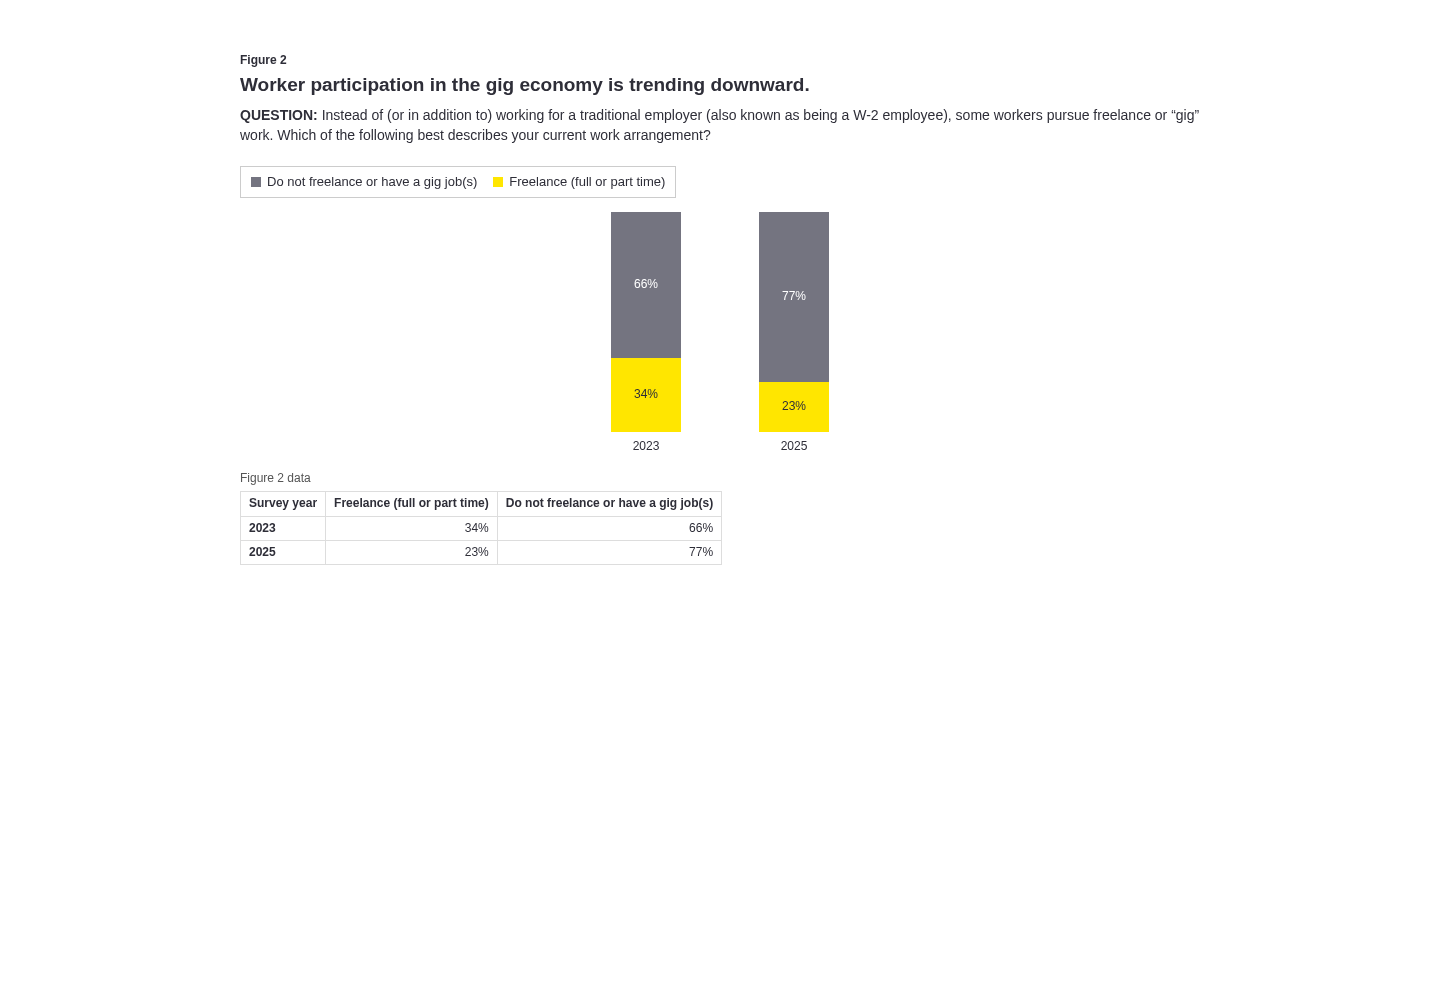 Figure 2
Worker participation in the gig economy is trending downward.
QUESTION: Instead of (or in addition to) working for a traditional employer (also known as being a W-2 employee), some workers pursue freelance or “gig”
work. Which of the following best describes your current work arrangement?
Do not freelance or have a gig job(s) Freelance (full or part time)
66% 77%
34% 23%
2023 2025
Figure 2 data
Survey year Freelance (full or part time) Do not freelance or have a gig job(s)
2023 34% 66%
2025 23% 77%